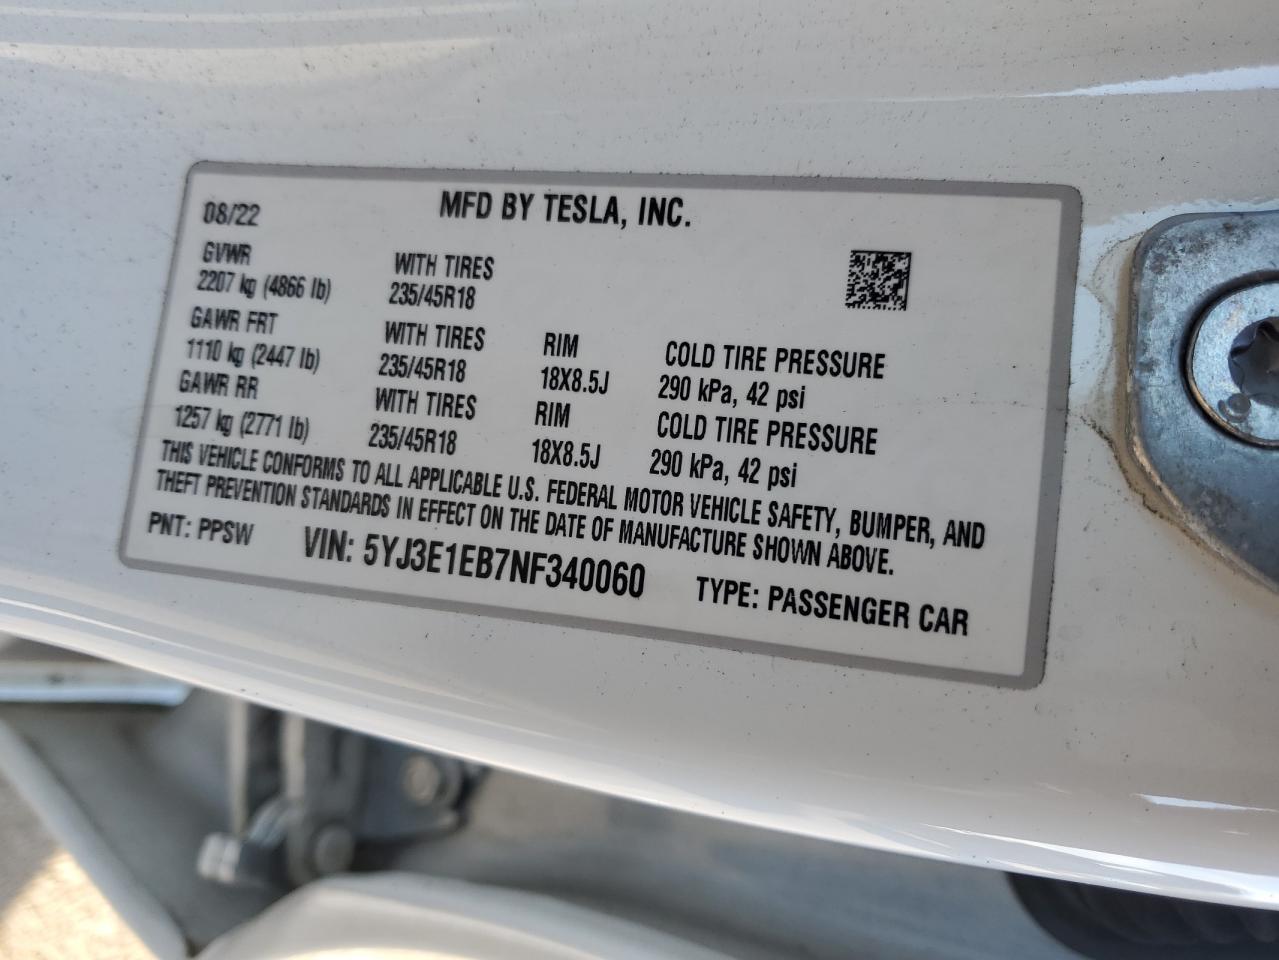 MFD BY TESLA, INC.
08/22
GVWR WITH TIRES
2207 kg (4866 lb) 235/45R18
GAWR FRT WITH TIRES RIM COLD TIRE PRESSURE
1110 kg (2447 lb) 235/45R18 18X8.5J 290 kPa, 42 psi
GAWR RR WITH TIRES RIM COLD TIRE PRESSURE
1257 kg (2771 lb) 235/45R18 18X8.5J 290 kPa, 42 psi
THIS VEHICLE CONFORMS TO ALL APPLICABLE U.S. FEDERAL MOTOR VEHICLE SAFETY, BUMPER, AND
THEFT PREVENTION STANDARDS IN EFFECT ON THE DATE OF MANUFACTURE SHOWN ABOVE.
PNT: PPSW VIN: 5YJ3E1EB7NF340060 TYPE: PASSENGER CAR